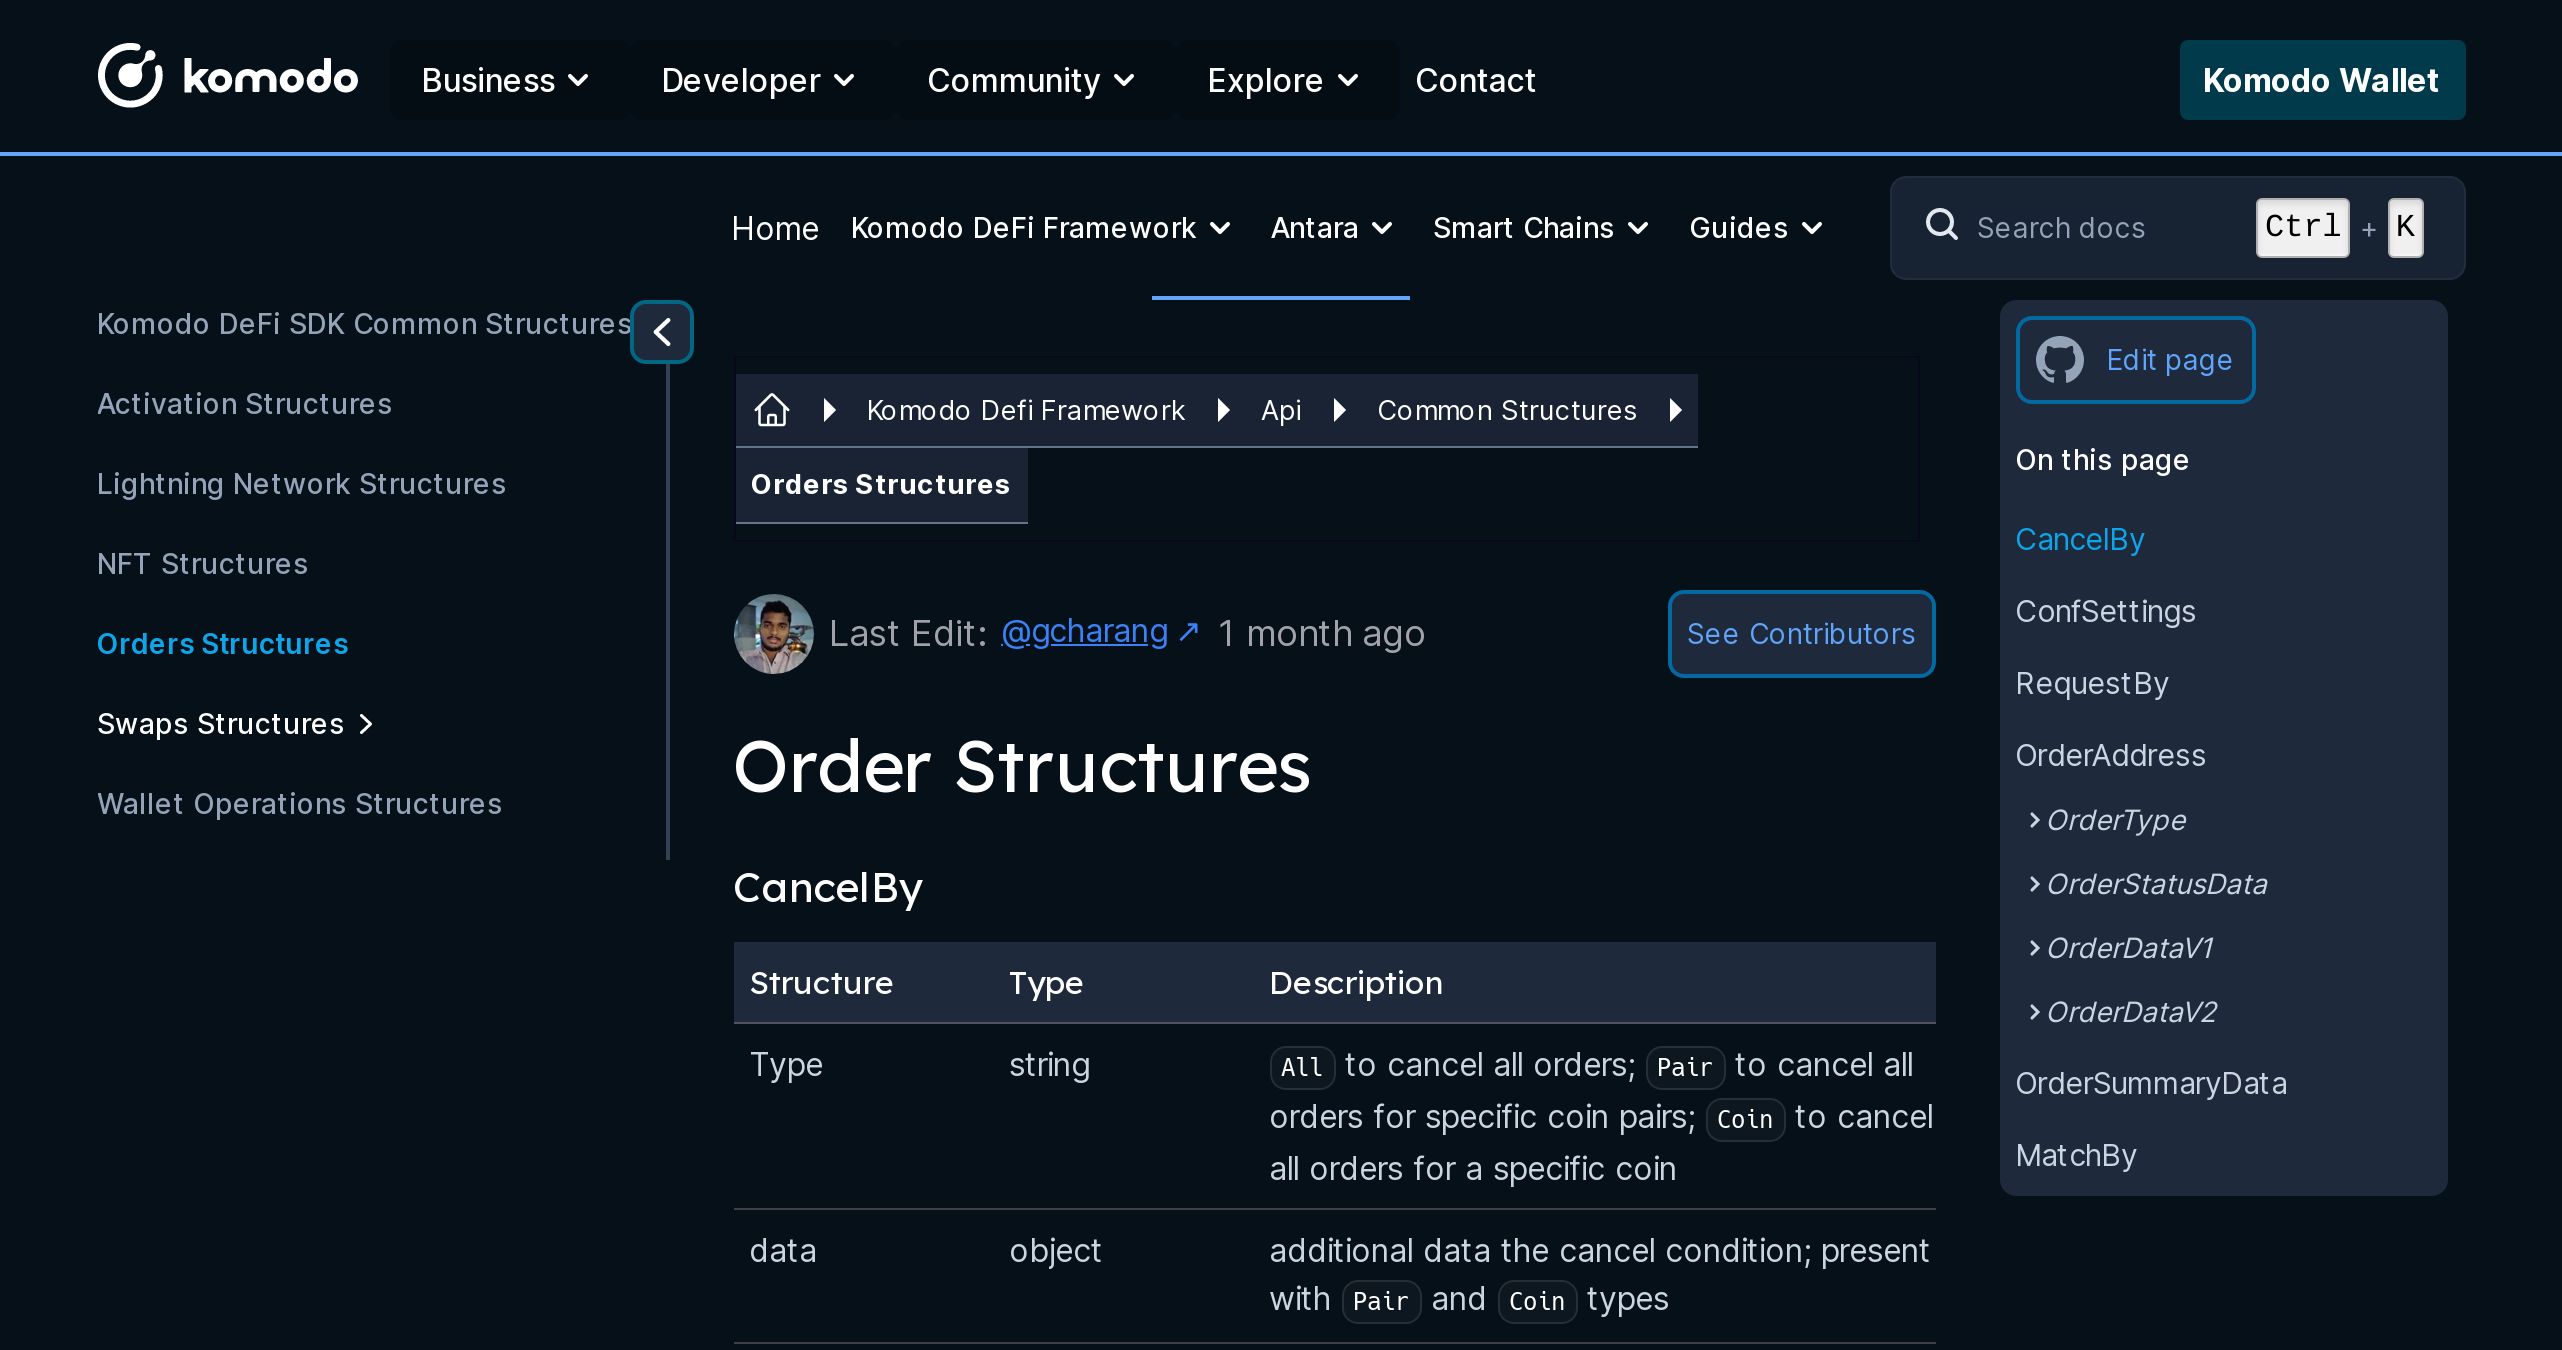 komodo Business Developer Community Explore Contact Komodo Wallet
Home Komodo DeFi Framework Antara Smart Chains Guides Search docs Ctrl + K
Komodo DeFi SDK Common Structures
Activation Structures
Lightning Network Structures
NFT Structures
Orders Structures
Swaps Structures
Wallet Operations Structures
Komodo Defi Framework Api Common Structures
Orders Structures
Last Edit: @gcharang ↗ 1 month ago See Contributors
Order Structures
CancelBy
Structure Type Description
Type string All to cancel all orders; Pair to cancel all
orders for specific coin pairs; Coin to cancel
all orders for a specific coin
data object additional data the cancel condition; present
with Pair and Coin types
Edit page
On this page
CancelBy
ConfSettings
RequestBy
OrderAddress
OrderType
OrderStatusData
OrderDataV1
OrderDataV2
OrderSummaryData
MatchBy